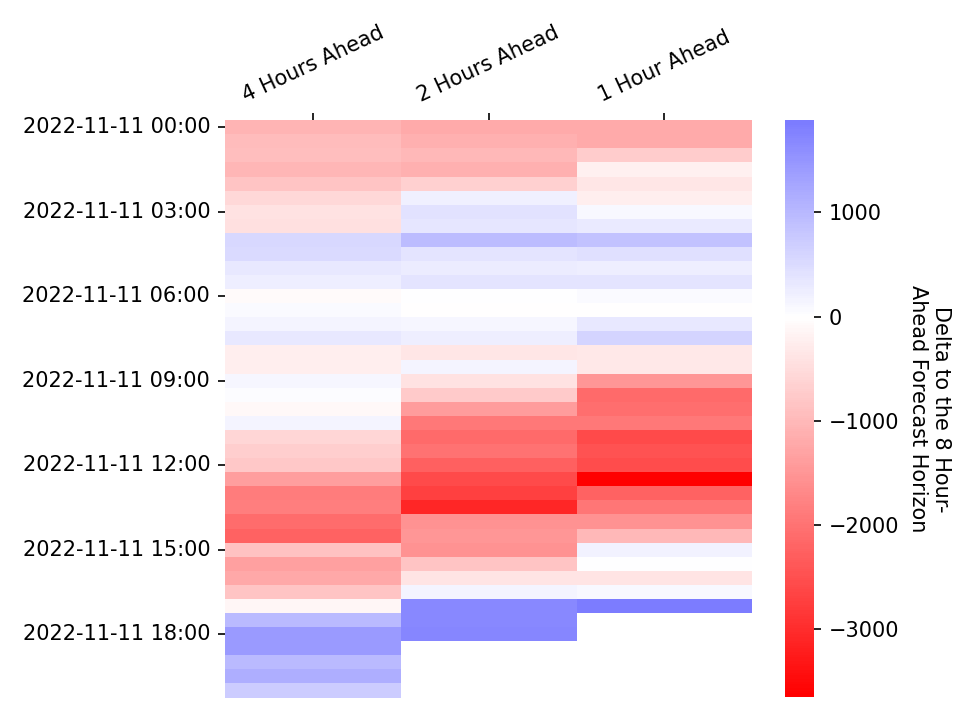 4 Hours Ahead
2 Hours Ahead
1 Hour Ahead
2022-11-11 00:00
2022-11-11 03:00
2022-11-11 06:00
2022-11-11 09:00
2022-11-11 12:00
2022-11-11 15:00
2022-11-11 18:00
1000
0
−1000
−2000
−3000
Delta to the 8 Hour-
Ahead Forecast Horizon